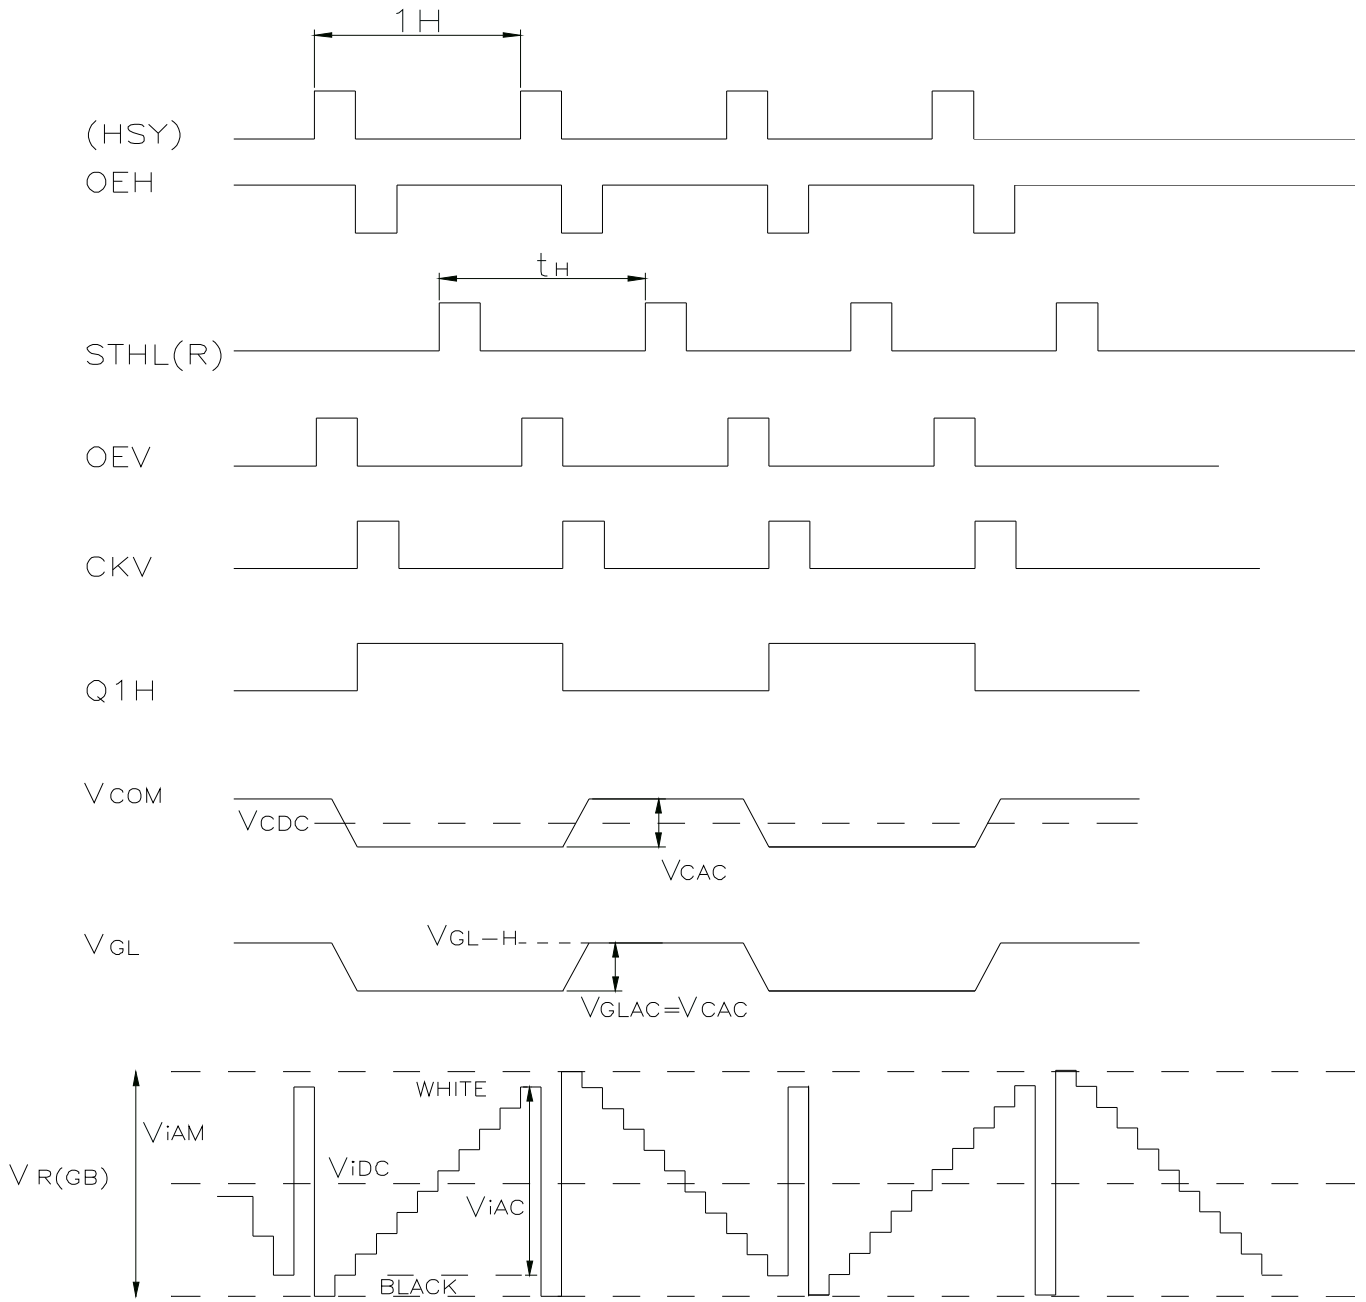 1H
(HSY)
OEH
tH
STHL(R)
OEV
CKV
Q1H
VCOM
VCDC
VCAC
VGL
VGL-H
VGLAC=VCAC
WHITE
ViAM
ViDC
V R(GB)
ViAC
BLACK